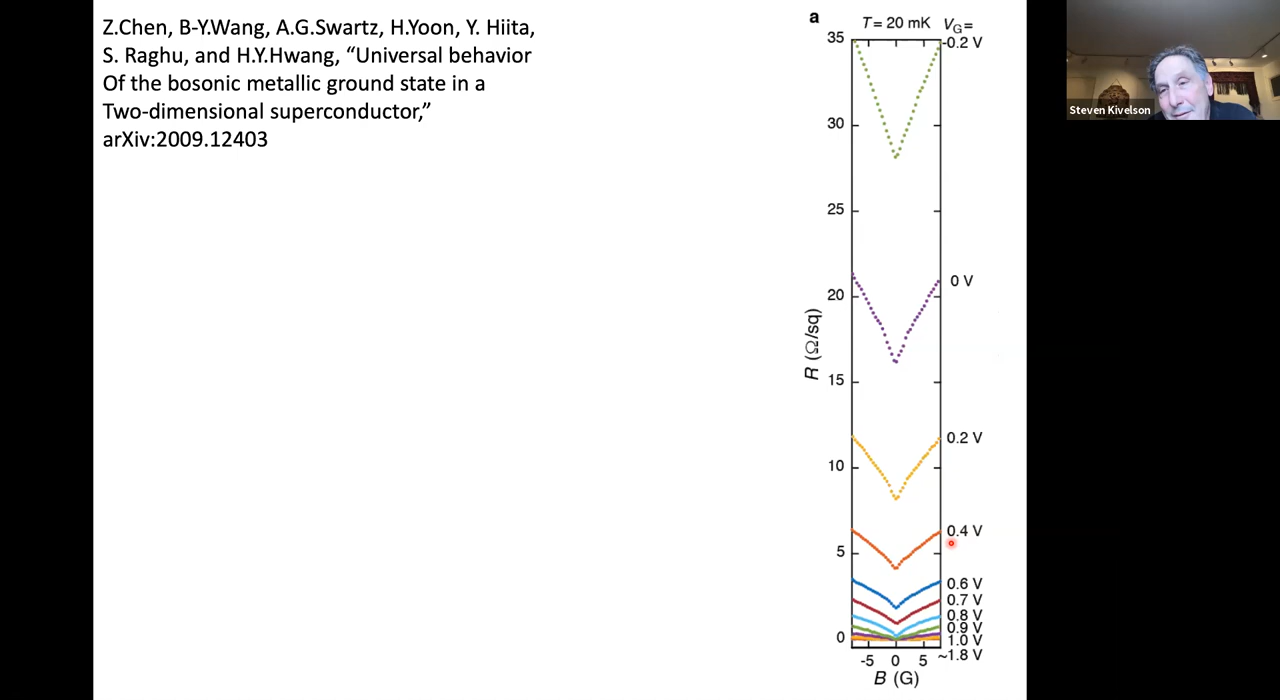 Z.Chen, B-Y.Wang, A.G.Swartz, H.Yoon, Y. Hiita,
S. Raghu, and H.Y.Hwang, “Universal behavior
Of the bosonic metallic ground state in a
Two-dimensional superconductor,”
arXiv:2009.12403
a
T = 20 mK VG=
35
-0.2 V
Steven Kivelson
30
25
0 V
20
R (Ω/sq)
15
0.2 V
10
0.4 V
5
0.6 V
0.7 V
0.8 V
0.9 V
0
1.0 V
~1.8 V
-5 0 5
B (G)